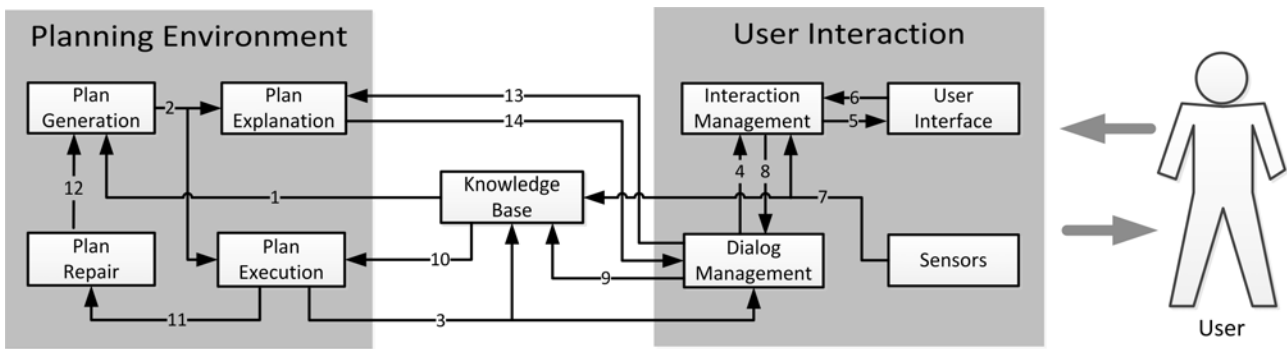 Planning Environment
User Interaction
Plan
Generation
2
Plan
Explanation
13
14
Interaction
Management
6
5
User
Interface
12
1
Knowledge
Base
4
8
7
Plan
Repair
Plan
Execution
10
9
Dialog
Management
Sensors
11
3
User